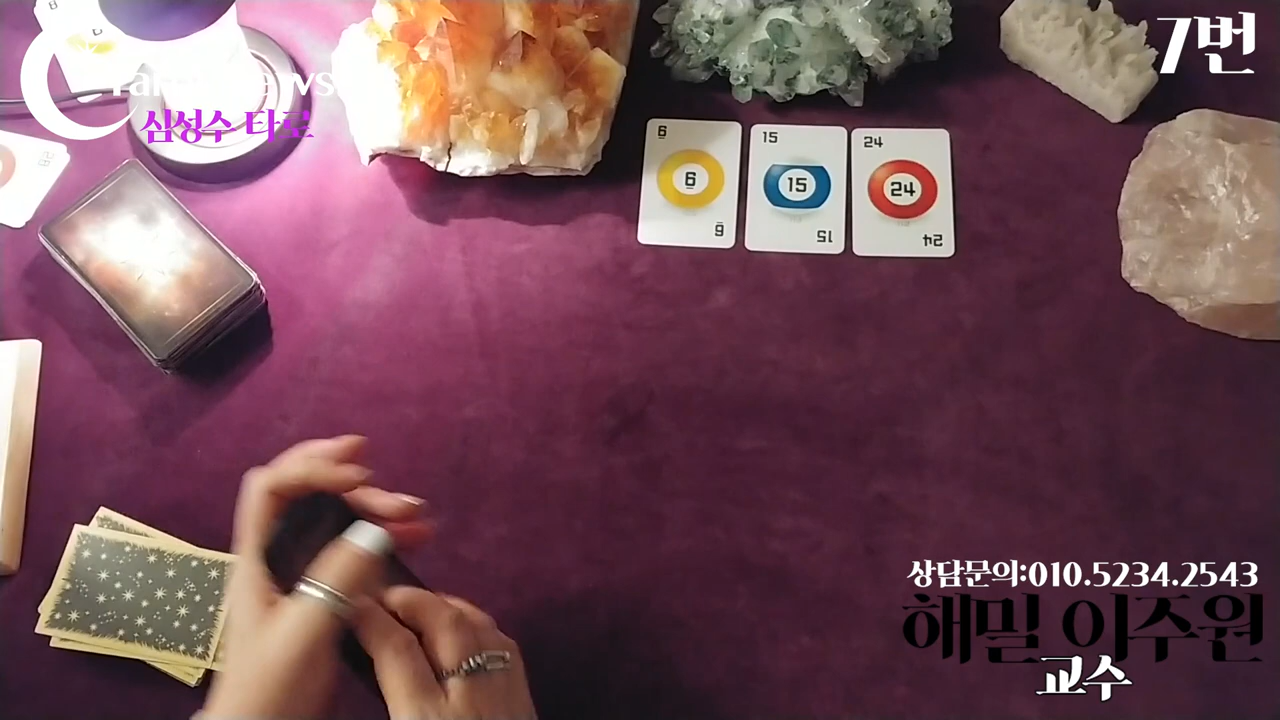 7번
심성수 타로
6 15 24
6 15 24
6 15 24
상담문의:010.5234.2543
해밀 이주원
교수